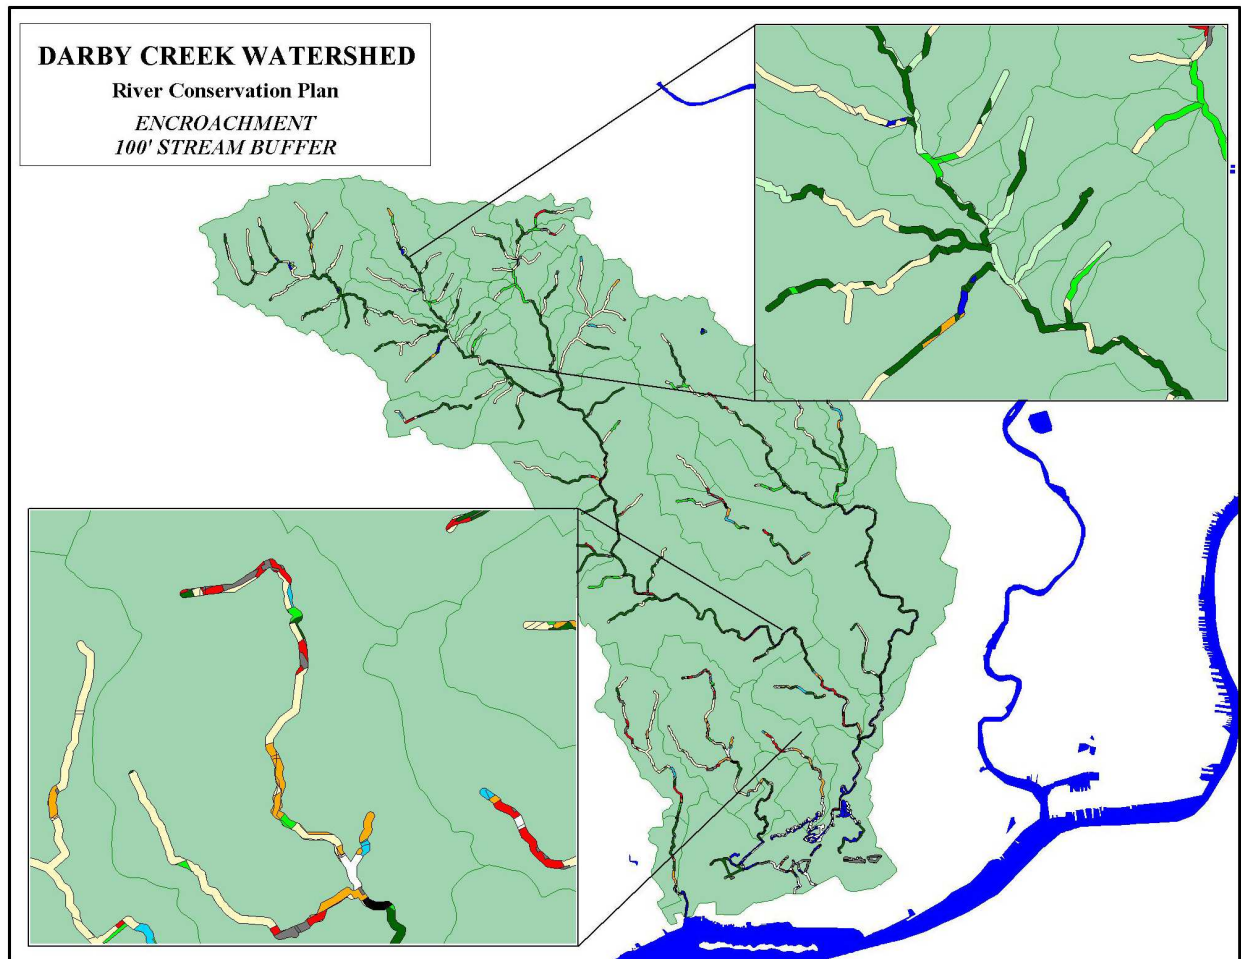 DARBY CREEK WATERSHED
River Conservation Plan
ENCROACHMENT
100' STREAM BUFFER